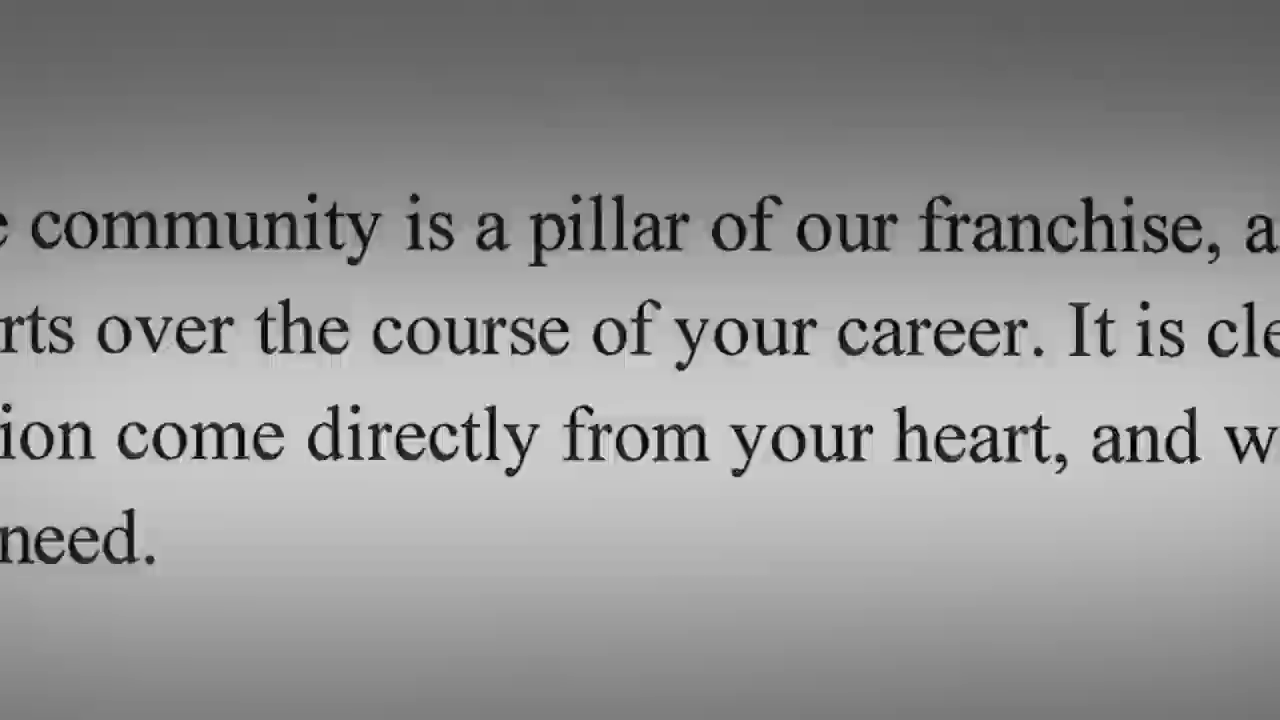 community is a pillar of our franchise, a
rts over the course of your career. It is cle
ion come directly from your heart, and w
need.